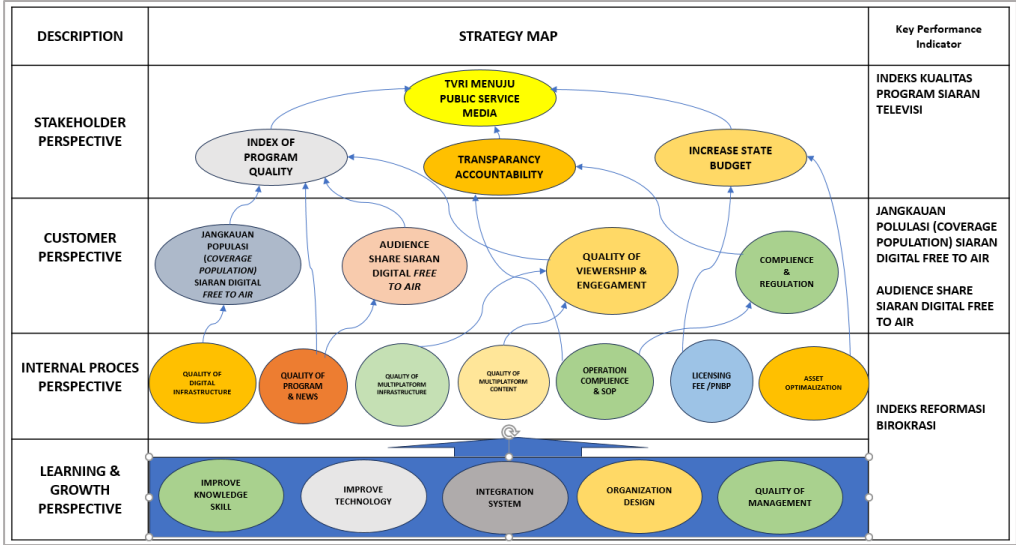 DESCRIPTION
STRATEGY MAP
Key Performance
Indicator
STAKEHOLDER
PERSPECTIVE
TVRI MENUJU
PUBLIC SERVICE
MEDIA
INDEX OF
PROGRAM
QUALITY
TRANSPARANCY
ACCOUNTABILITY
INCREASE STATE
BUDGET
INDEKS KUALITAS
PROGRAM SIARAN
TELEVISI
CUSTOMER
PERSPECTIVE
JANGKAUAN
POPULASI (COVERAGE
POPULATION)
SIARAN DIGITAL
FREE TO AIR
AUDIENCE
SHARE SIARAN
DIGITAL FREE
TO AIR
QUALITY OF
VIEWERSHIP &
ENGEGAMENT
COMPLIENCE
&
REGULATION
JANGKAUAN
POLULASI (COVERAGE
POPULATION) SIARAN
DIGITAL FREE TO AIR
AUDIENCE SHARE
SIARAN DIGITAL FREE
TO AIR
INTERNAL PROCES
PERSPECTIVE
QUALITY OF
DIGITAL
INFRASTRUCTURE
QUALITY OF
PROGRAM
& NEWS
QUALITY OF
MULTIPLATFORM
INFRASTRUCTURE
QUALITY OF
MULTIPLATFORM
CONTENT
OPERATION
COMPLIENCE
& SOP
LICENSING
FEE /PNBP
ASSET
OPTIMALIZATION
INDEKS REFORMASI
BIROKRASI
LEARNING &
GROWTH
PERSPECTIVE
IMPROVE
KNOWLEDGE
SKILL
IMPROVE
TECHNOLOGY
INTEGRATION
SYSTEM
ORGANIZATION
DESIGN
QUALITY OF
MANAGEMENT